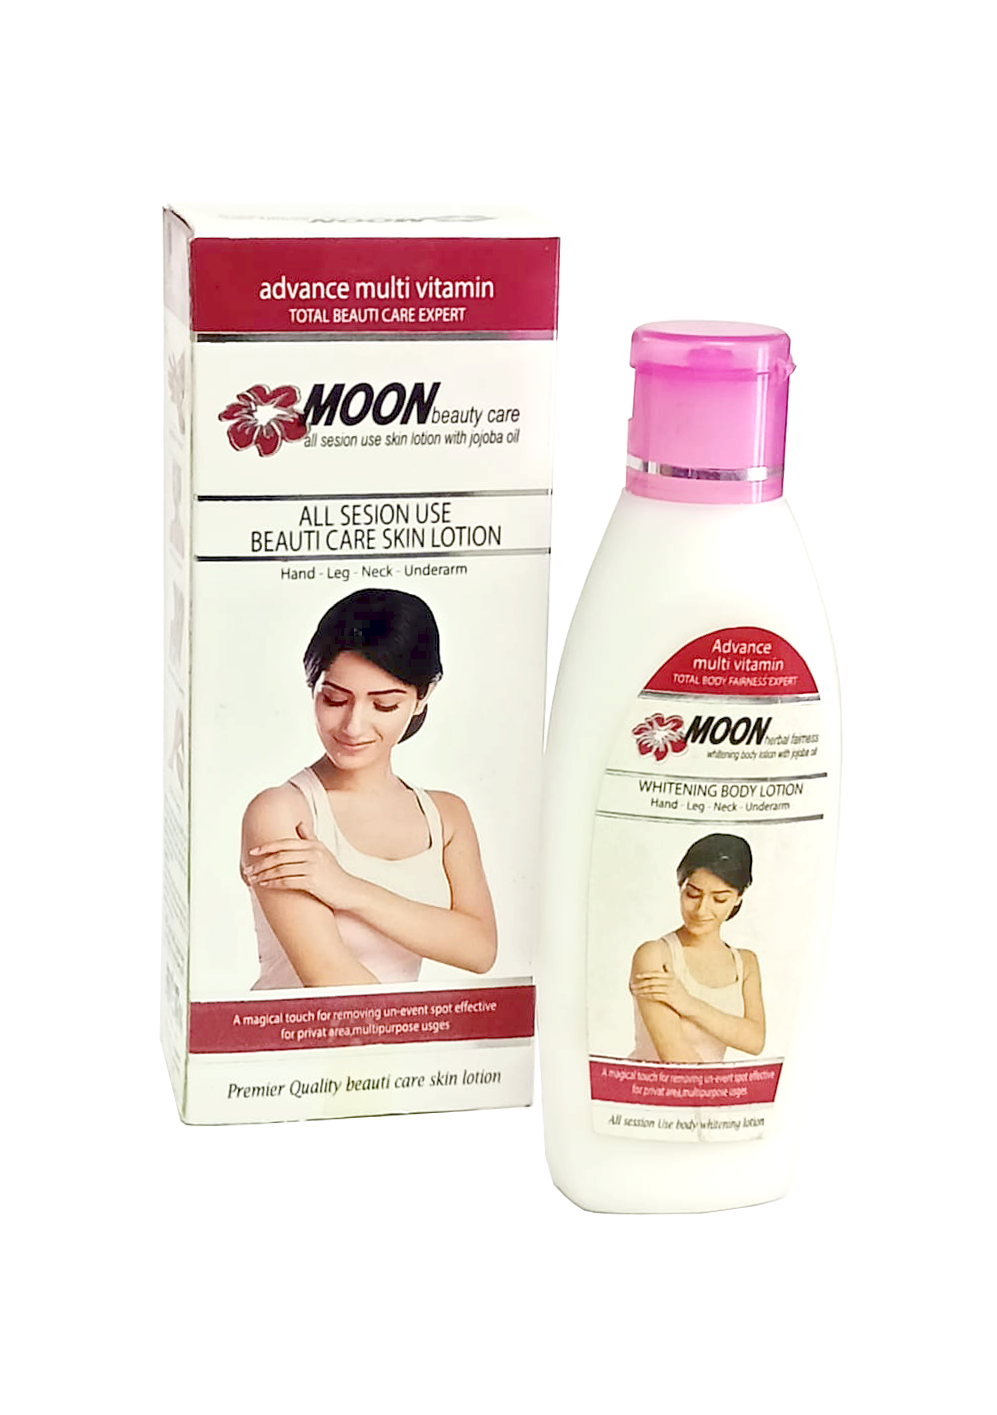 MOON
advance multi vitamin
TOTAL BEAUTI CARE EXPERT
MOON beauty care
all sesion use skin lotion with jojoba oil
ALL SESION USE
BEAUTI CARE SKIN LOTION
Hand - Leg - Neck - Underarm
A magical touch for removing un-event spot effective
for privat area,multipurpose usges
Premier Quality beauti care skin lotion
Advance
multi vitamin
TOTAL BODY FAIRNESS EXPERT
MOON herbal fairness
whitening body lotion with jojoba oil
WHITENING BODY LOTION
Hand - Leg - Neck - Underarm
A magical touch for removing un-event spot effective
for privat area,multipurpose usges
All session Use body whitening lotion